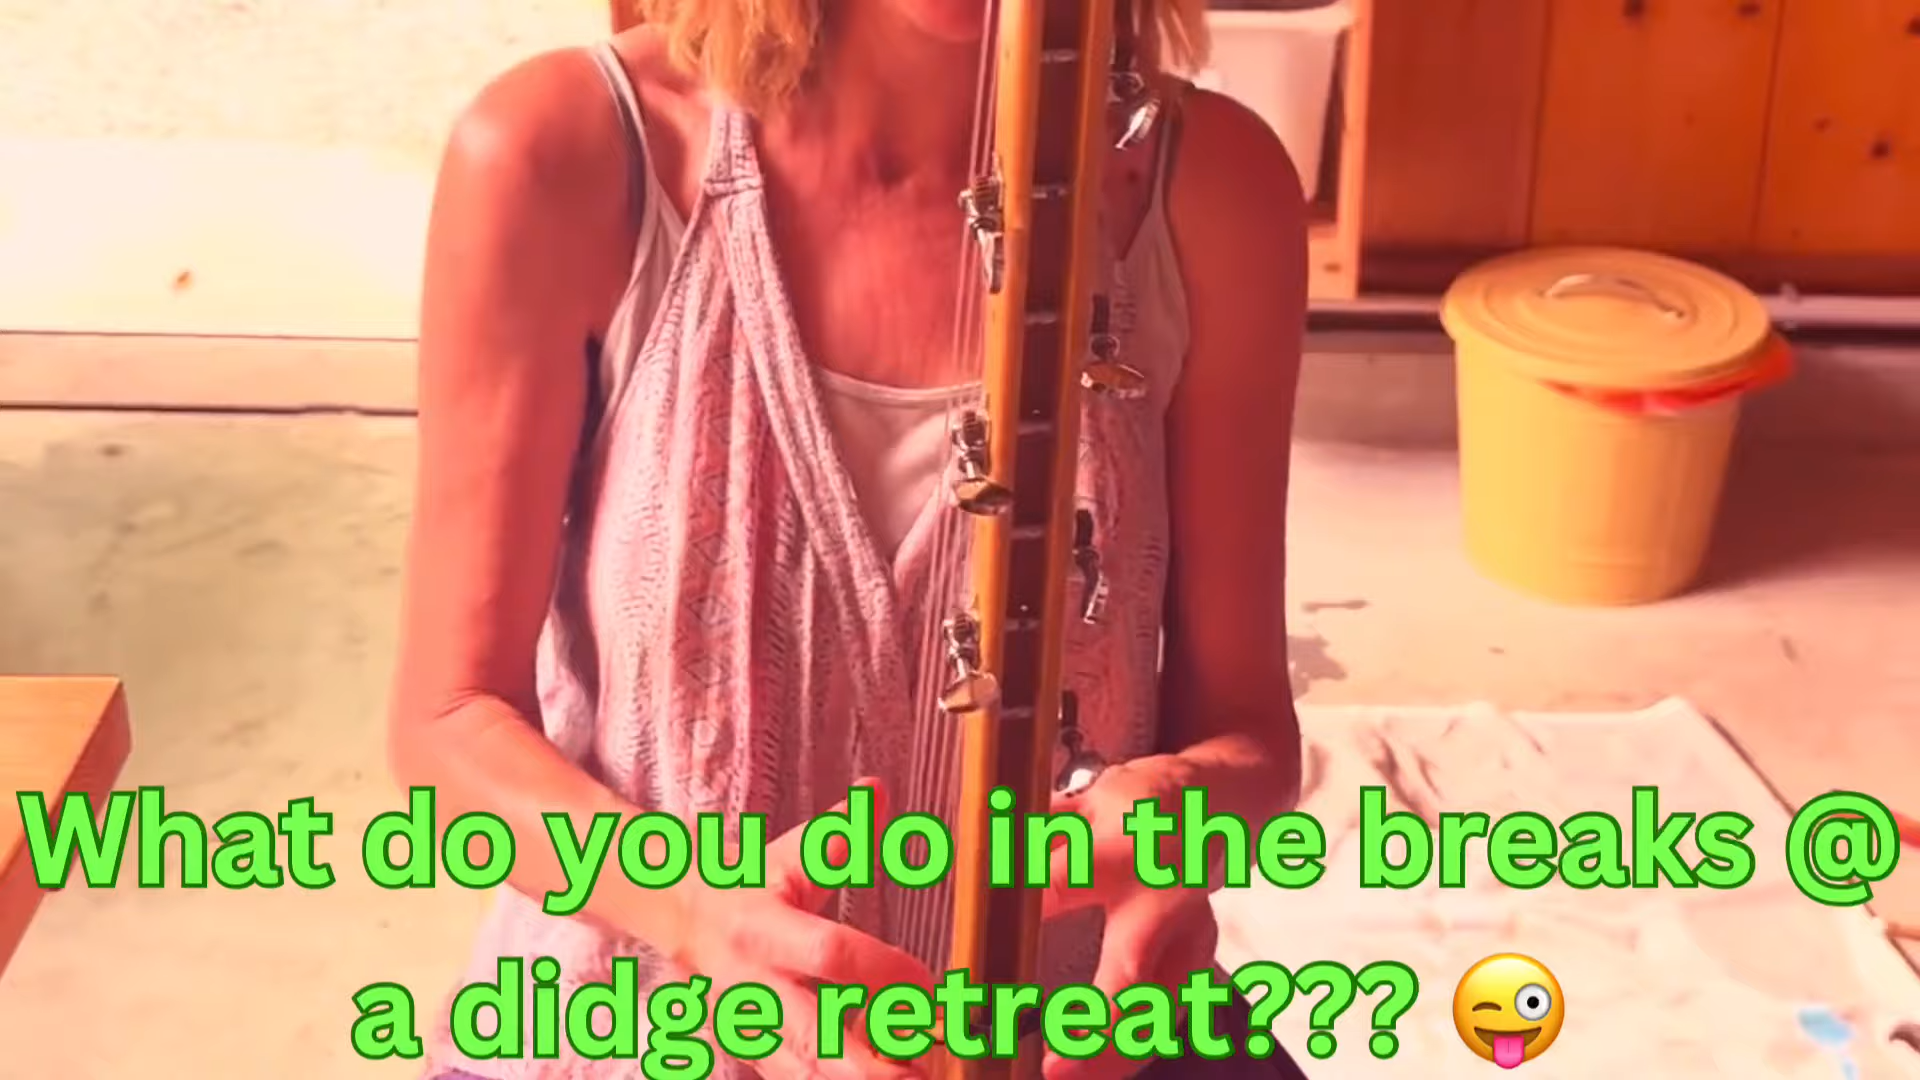 What do you do in the breaks @
a didge retreat??? 😜